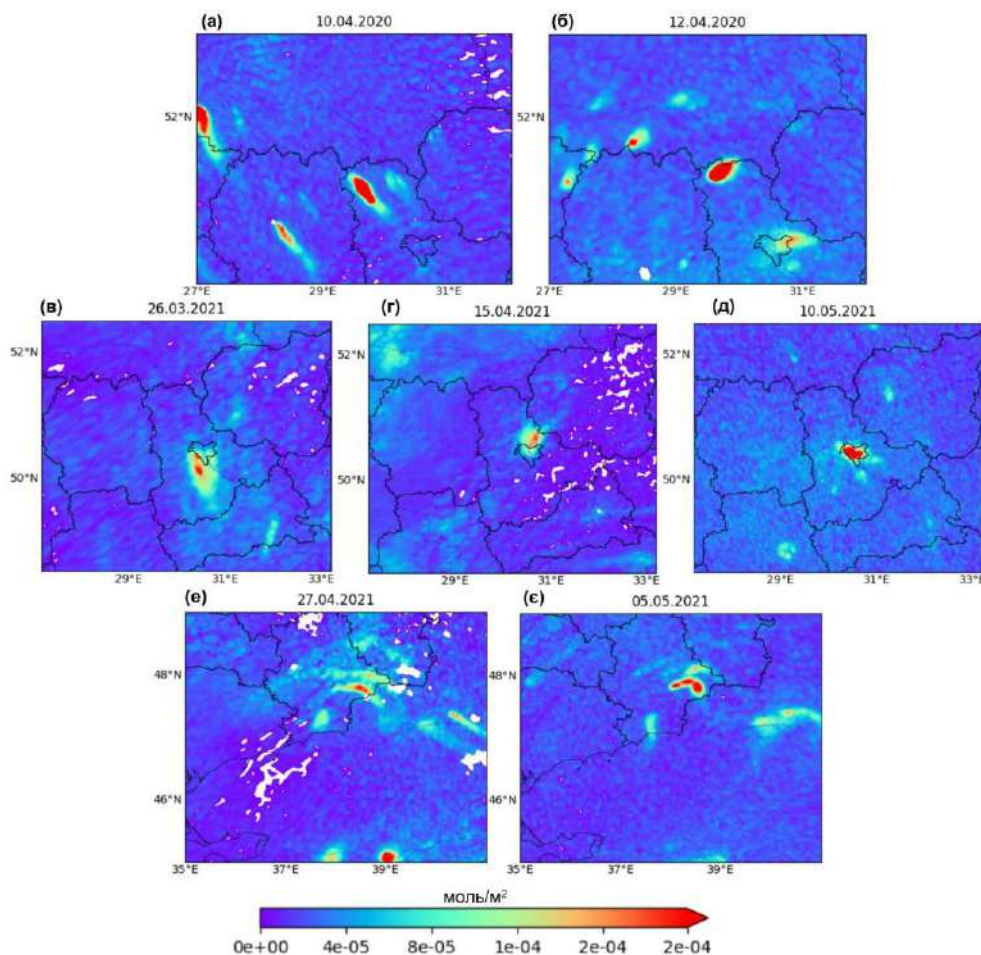 (а) 10.04.2020
(б) 12.04.2020
52°N
27°E 29°E 31°E
52°N
27°E 29°E 31°E
(в) 26.03.2021
(г) 15.04.2021
(д) 10.05.2021
52°N
50°N
29°E 31°E 33°E
52°N
50°N
29°E 31°E 33°E
52°N
50°N
29°E 31°E 33°E
(е) 27.04.2021
(є) 05.05.2021
48°N
46°N
35°E 37°E 39°E
48°N
46°N
35°E 37°E 39°E
моль/м²
0e+00 4e-05 8e-05 1e-04 2e-04 2e-04